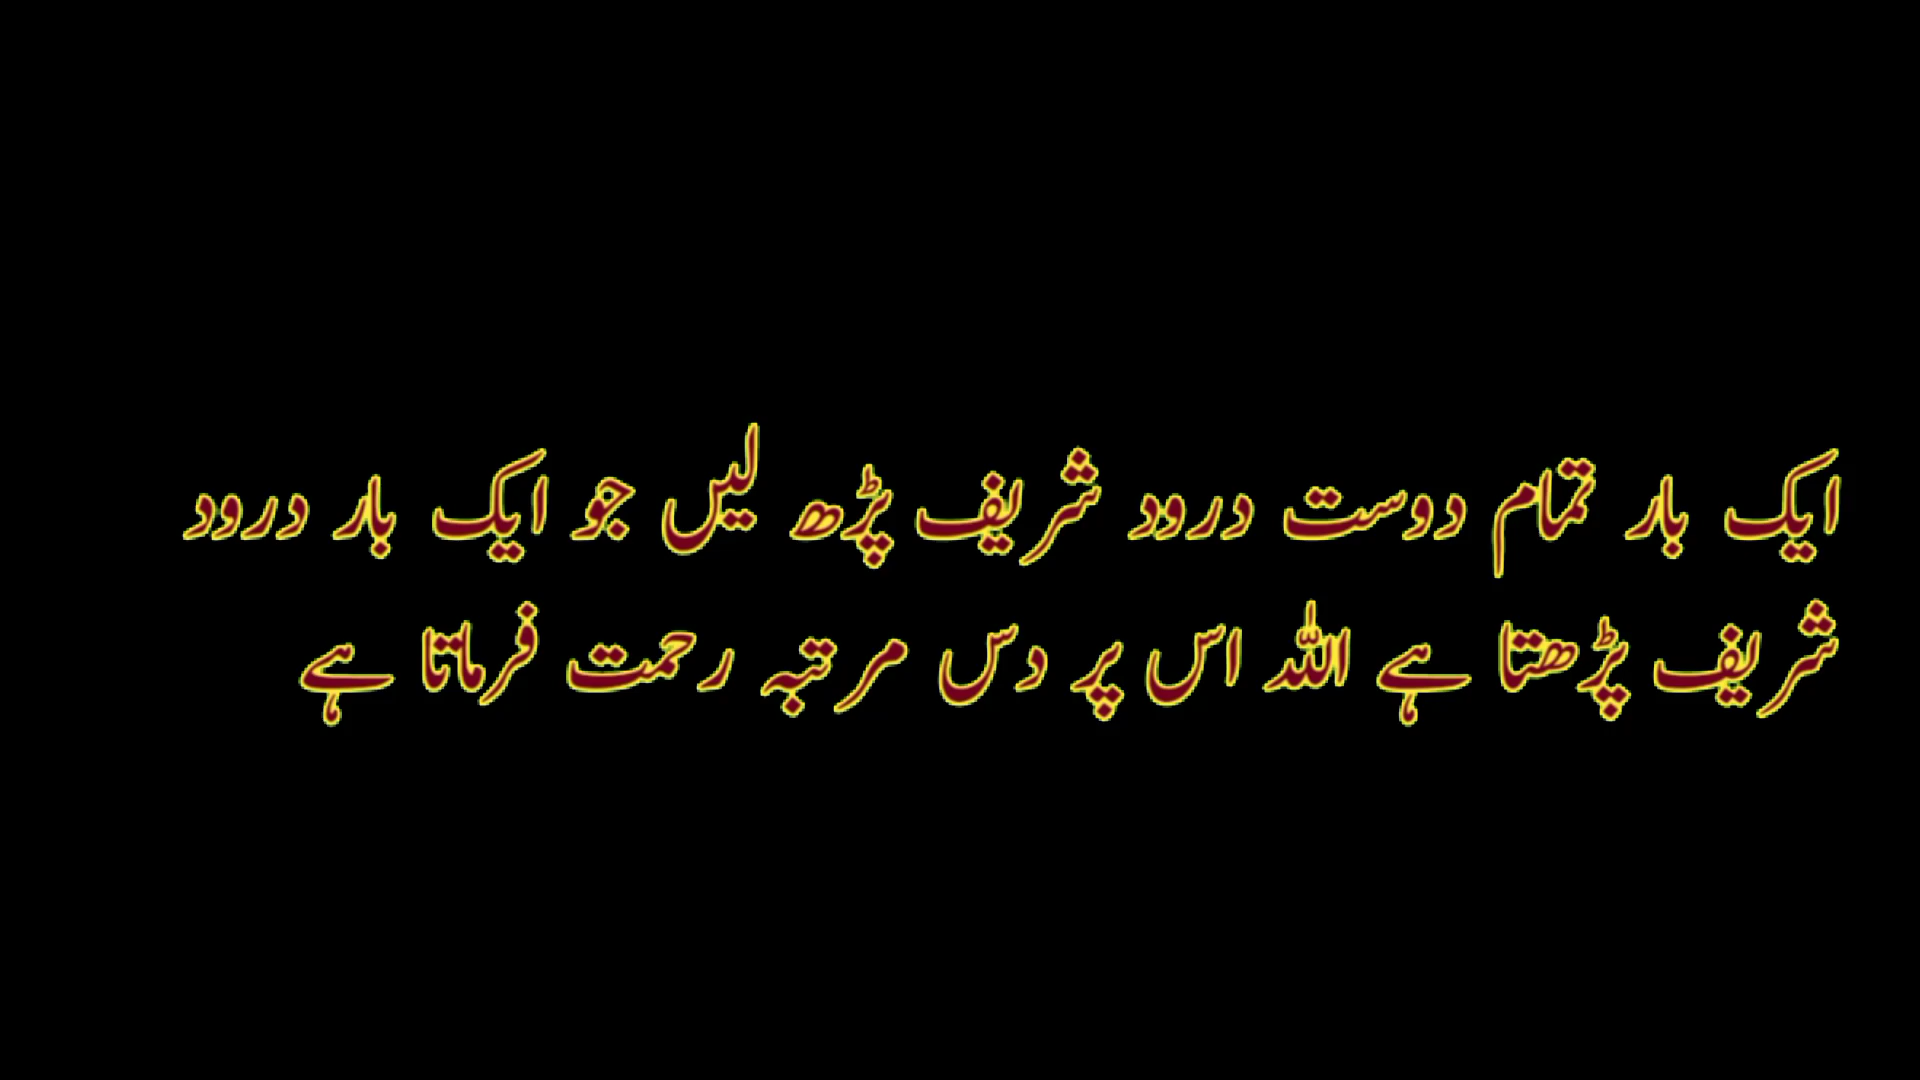 ایک بار تمام دوست درود شریف پڑھ لیں جو ایک بار درود
شریف پڑھتا ہے اللہ اس پر دس مرتبہ رحمت فرماتا ہے